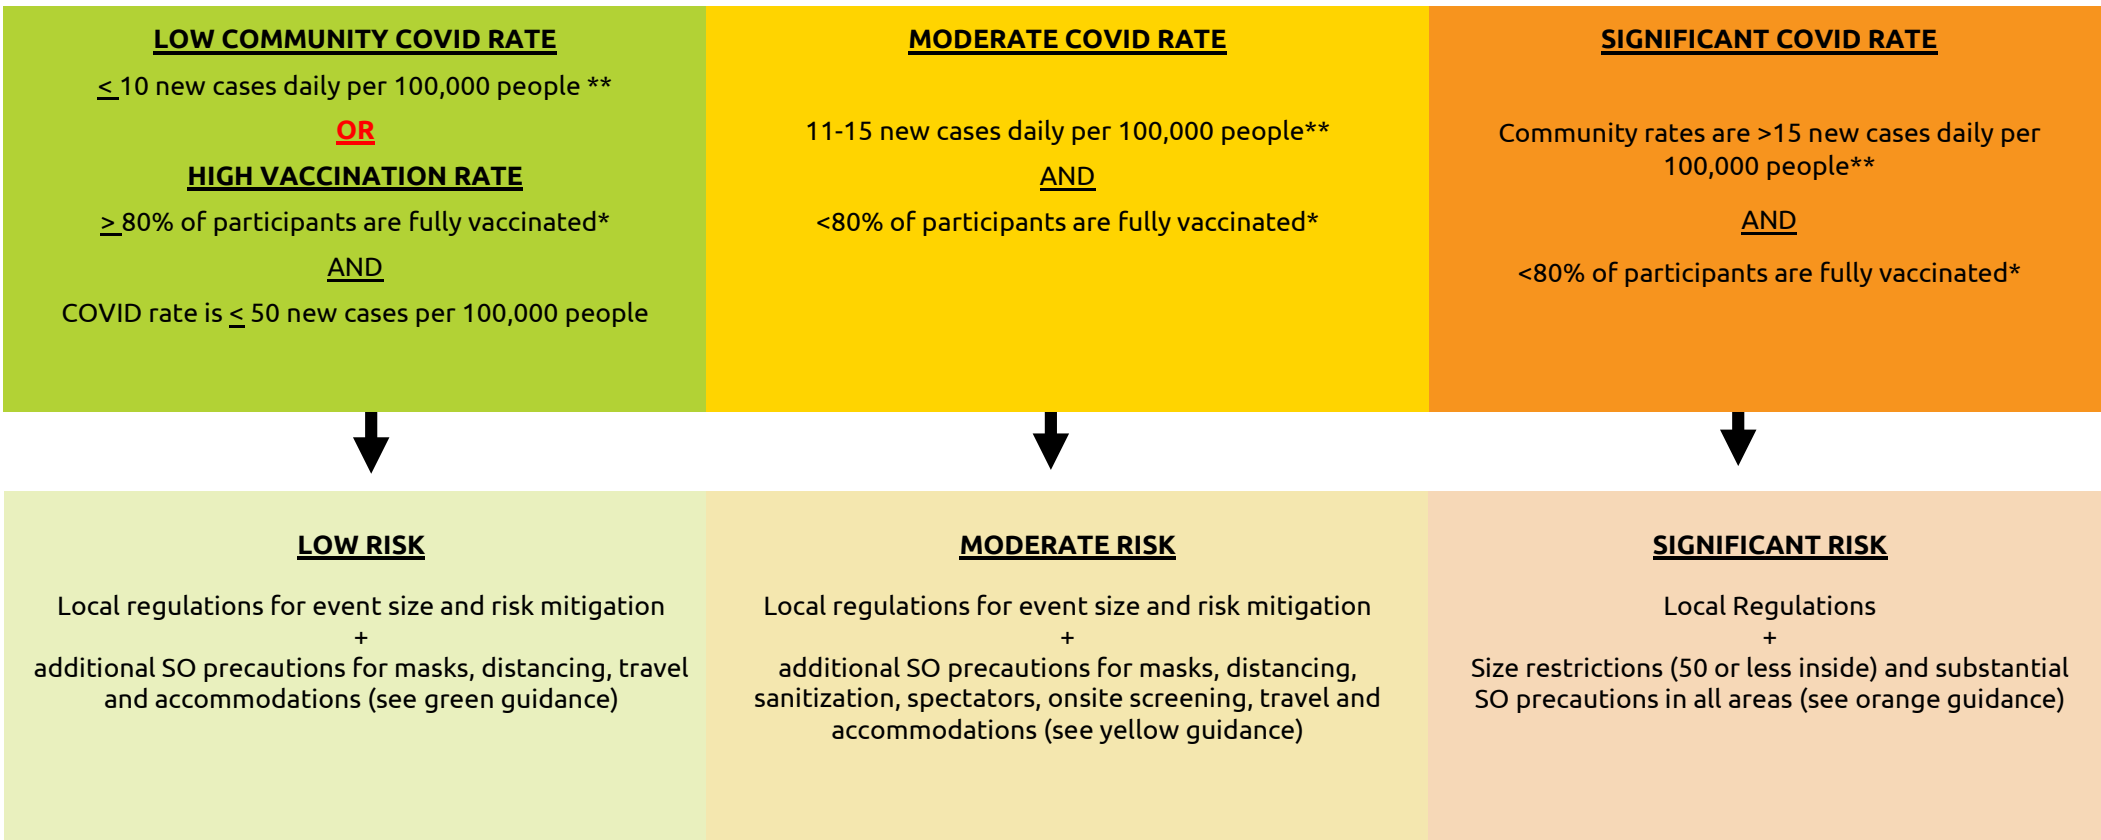 LOW COMMUNITY COVID RATE
≤ 10 new cases daily per 100,000 people **
OR
HIGH VACCINATION RATE
≥ 80% of participants are fully vaccinated*
AND
COVID rate is ≤ 50 new cases per 100,000 people
MODERATE COVID RATE
11-15 new cases daily per 100,000 people**
AND
<80% of participants are fully vaccinated*
SIGNIFICANT COVID RATE
Community rates are >15 new cases daily per
100,000 people**
AND
<80% of participants are fully vaccinated*
LOW RISK
Local regulations for event size and risk mitigation
+
additional SO precautions for masks, distancing, travel
and accommodations (see green guidance)
MODERATE RISK
Local regulations for event size and risk mitigation
+
additional SO precautions for masks, distancing,
sanitization, spectators, onsite screening, travel and
accommodations (see yellow guidance)
SIGNIFICANT RISK
Local Regulations
+
Size restrictions (50 or less inside) and substantial
SO precautions in all areas (see orange guidance)